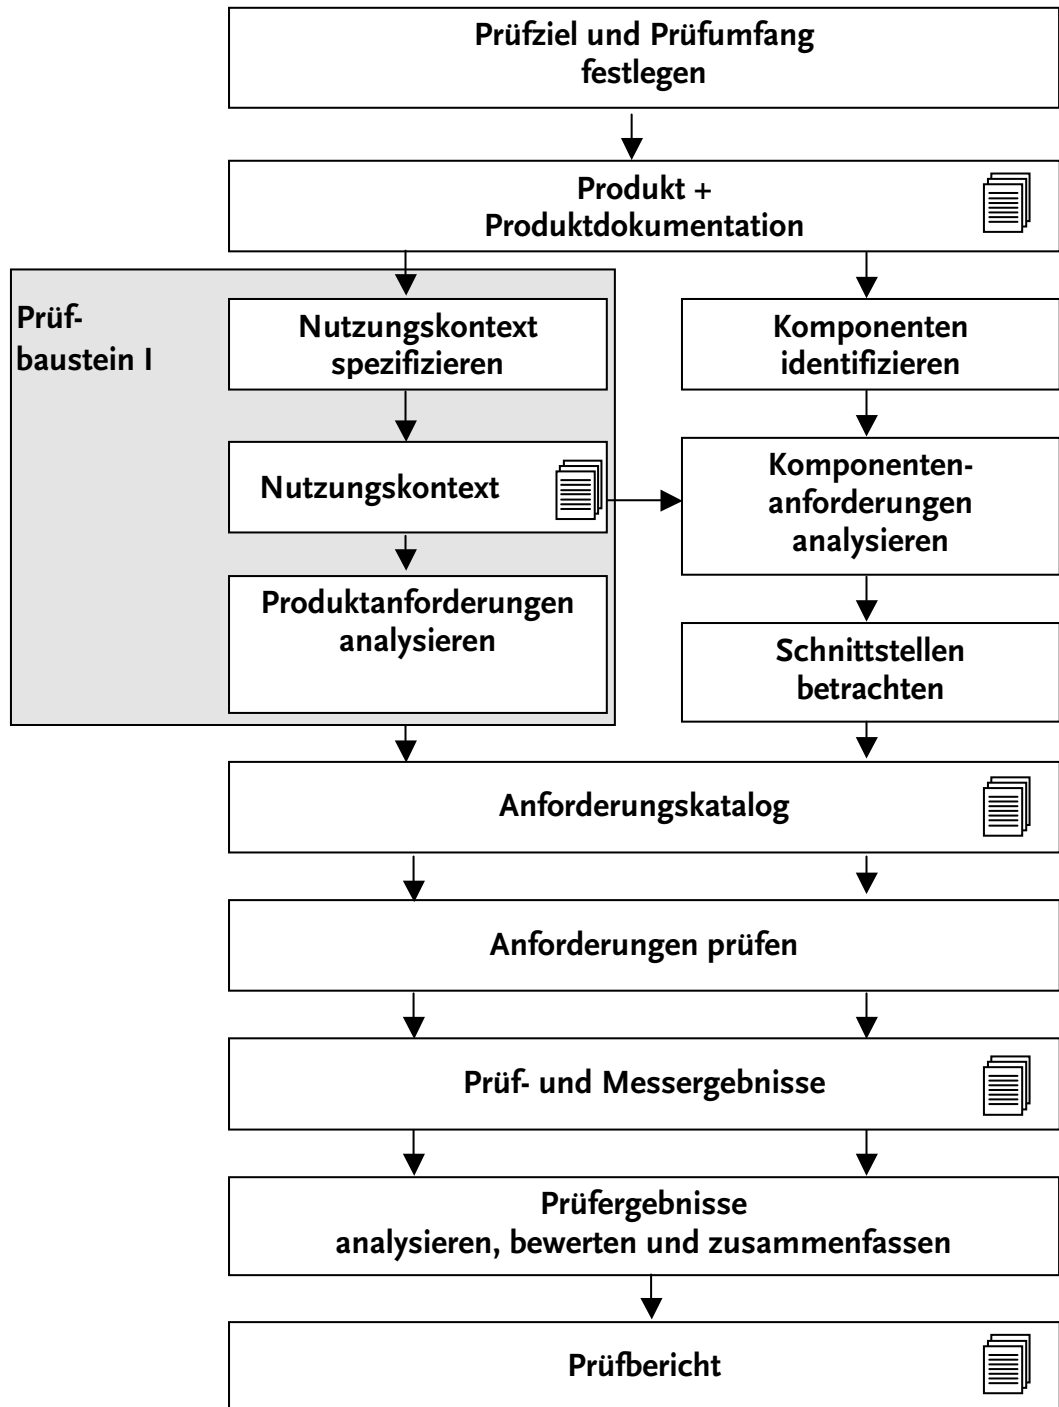 Prüfziel und Prüfumfang
festlegen
Produkt +
Produktdokumentation
Prüf-
baustein I
Nutzungskontext
spezifizieren
Komponenten
identifizieren
Nutzungskontext
Komponenten-
anforderungen
analysieren
Produktanforderungen
analysieren
Schnittstellen
betrachten
Anforderungskatalog
Anforderungen prüfen
Prüf- und Messergebnisse
Prüfergebnisse
analysieren, bewerten und zusammenfassen
Prüfbericht